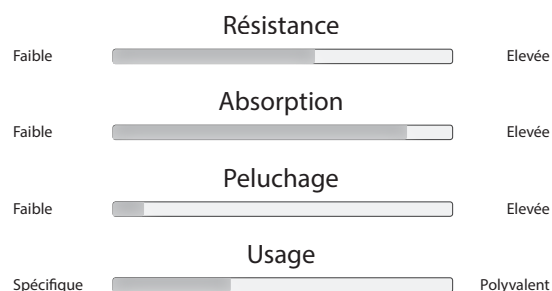 Résistance
Faible Elevée
Absorption
Faible Elevée
Peluchage
Faible Elevée
Usage
Spécifique Polyvalent